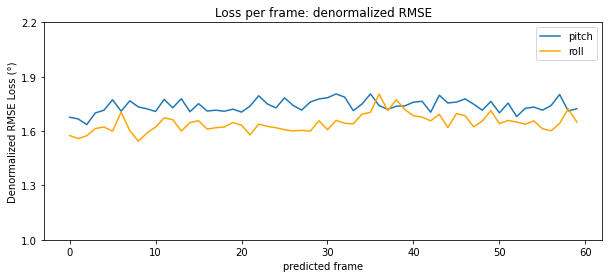 Loss per frame: denormalized RMSE
2.2
1.9
1.6
1.3
1.0
Denormalized RMSE Loss (°)
pitch
roll
0 10 20 30 40 50 60
predicted frame